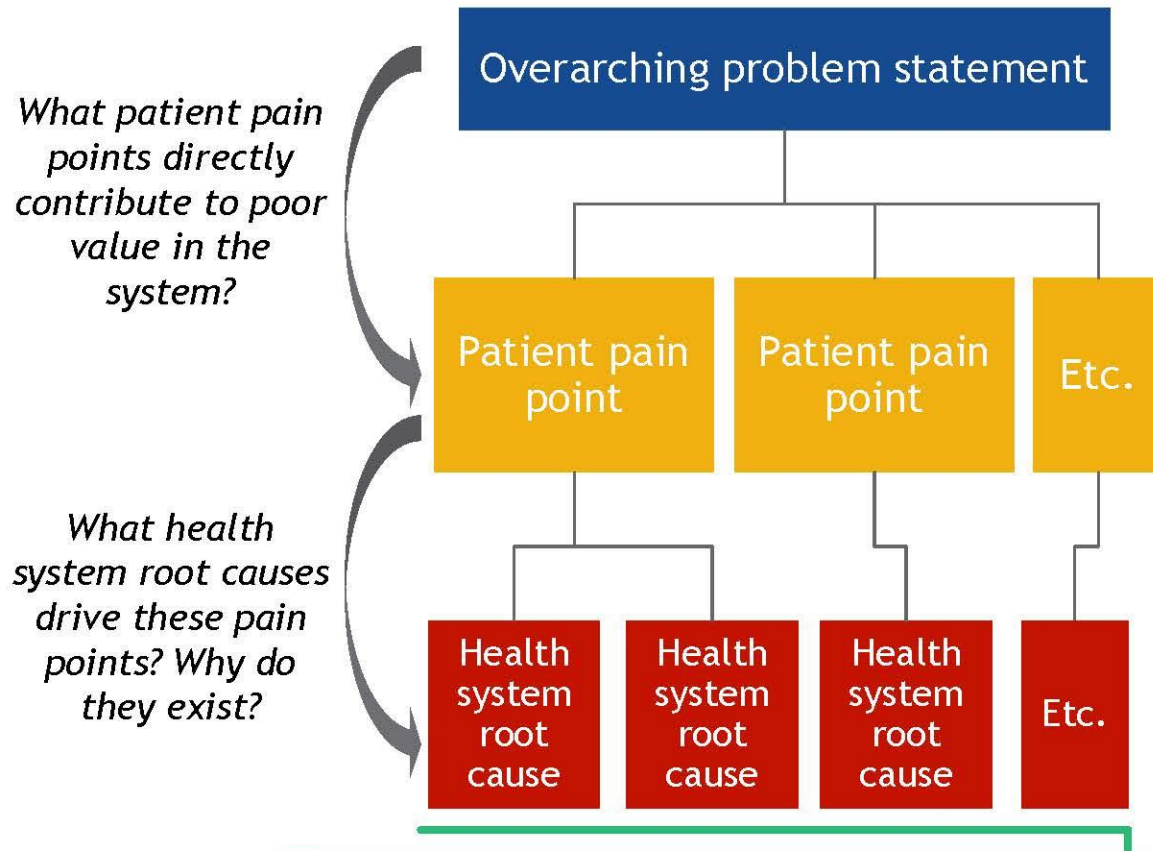 Overarching problem statement
What patient pain
points directly
contribute to poor
value in the
system?
Patient pain
point
Patient pain
point
Etc.
What health
system root causes
drive these pain
points? Why do
they exist?
Health
system
root
cause
Health
system
root
cause
Health
system
root
cause
Etc.